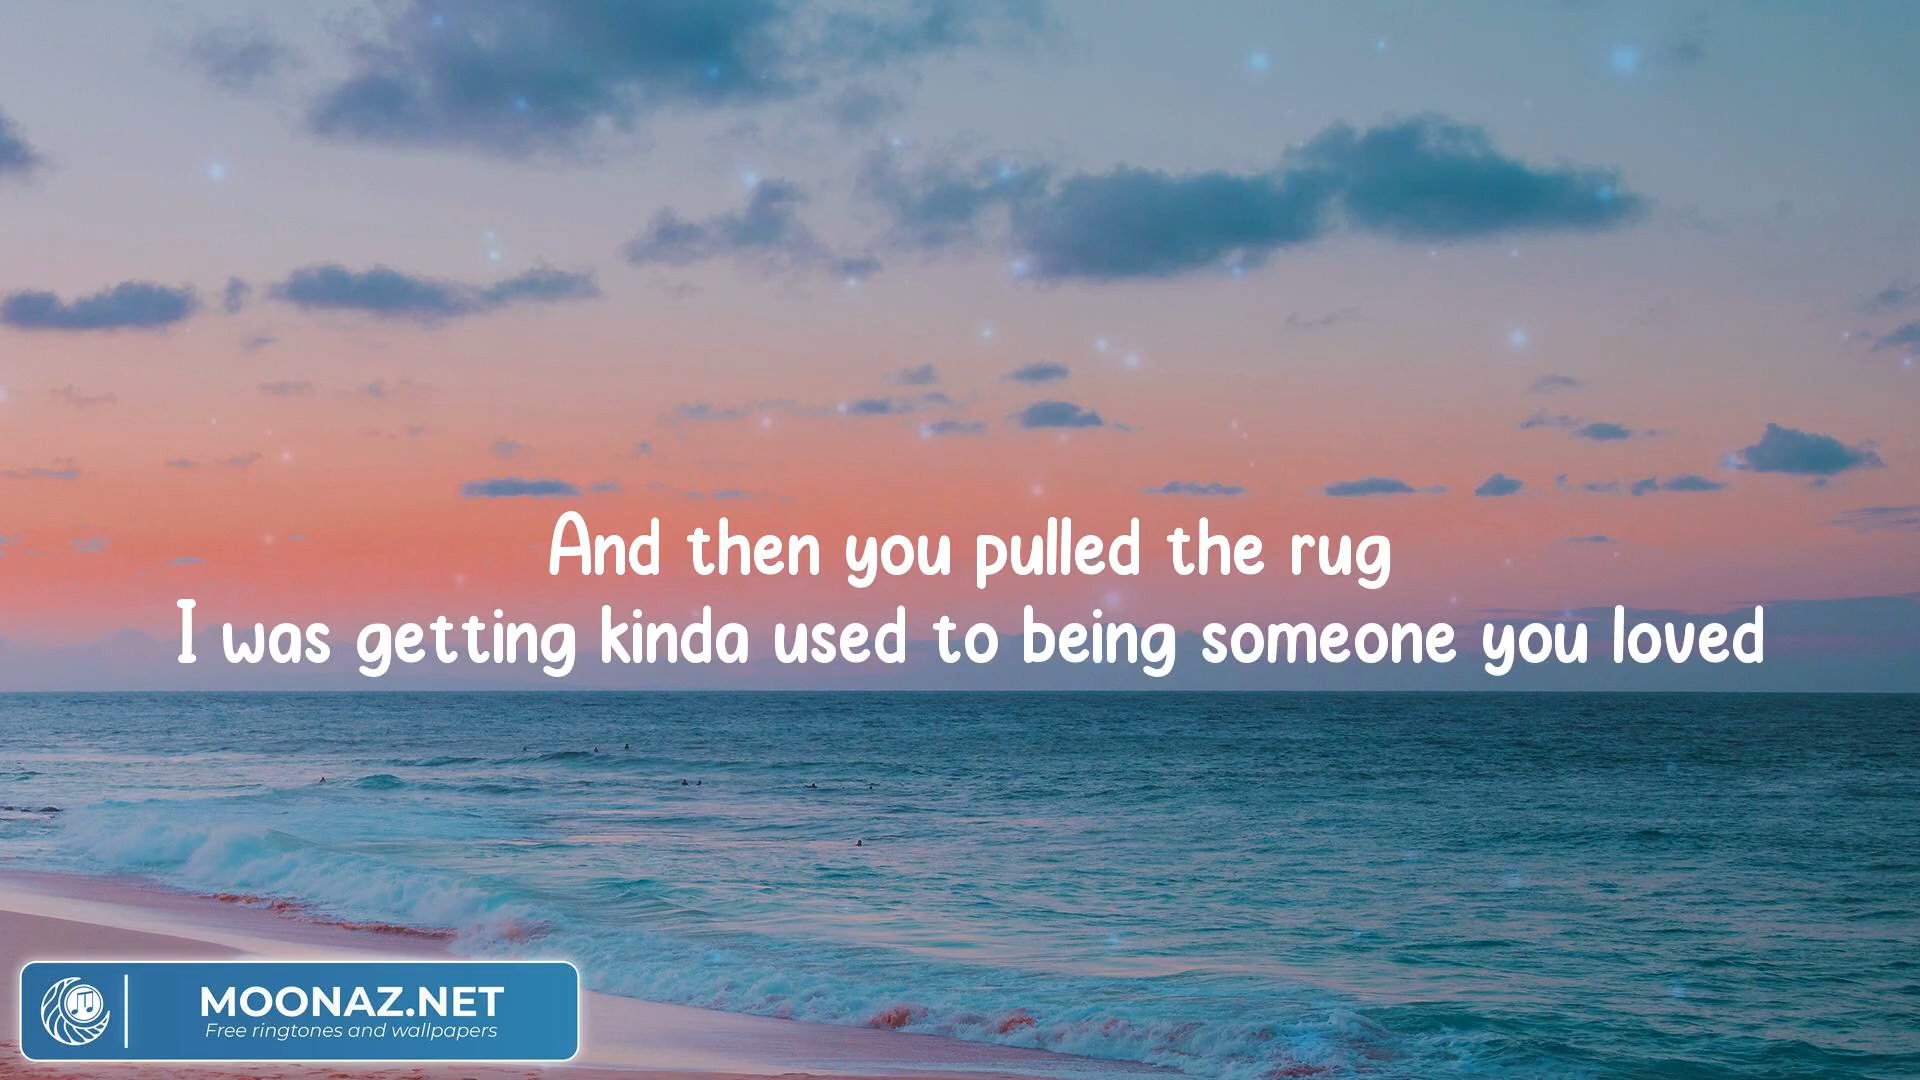 And then you pulled the rug
I was getting kinda used to being someone you loved
MOONAZ.NET
Free ringtones and wallpapers